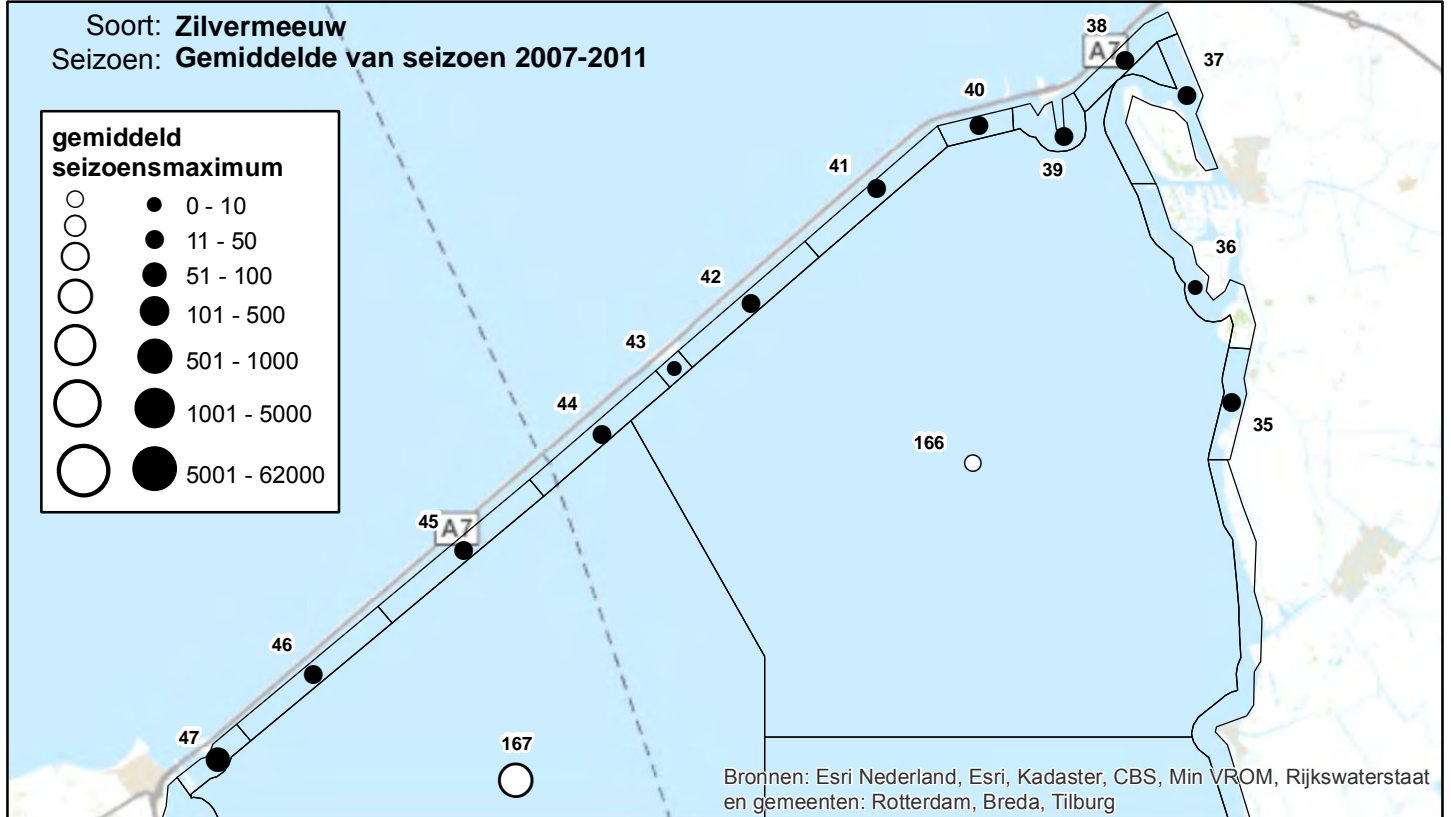 Soort: Zilvermeeuw
Seizoen: Gemiddelde van seizoen 2007-2011
gemiddeld
seizoensmaximum
0 - 10
11 - 50
51 - 100
101 - 500
501 - 1000
1001 - 5000
5001 - 62000
38
A7
37
40
39
41
36
42
43
35
44
166
45
A7
46
47
167
Bronnen: Esri Nederland, Esri, Kadaster, CBS, Min VROM, Rijkswaterstaat
en gemeenten: Rotterdam, Breda, Tilburg